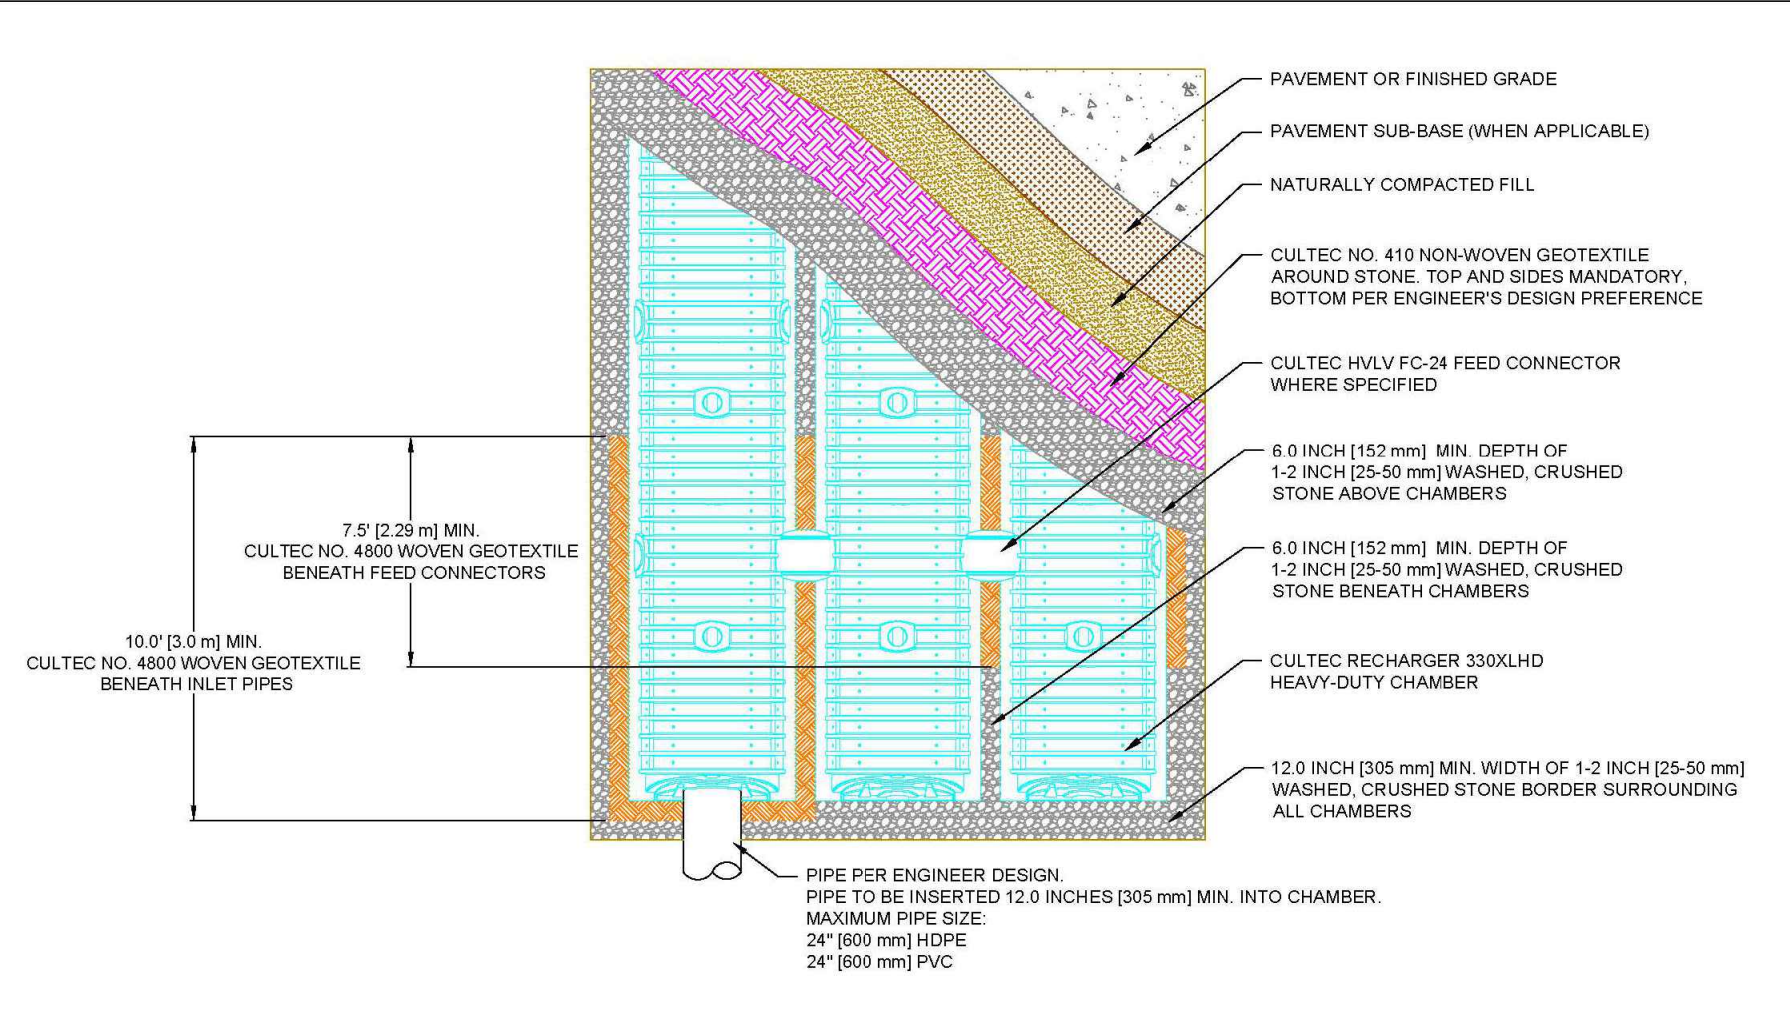 PAVEMENT OR FINISHED GRADE
PAVEMENT SUB-BASE (WHEN APPLICABLE)
NATURALLY COMPACTED FILL
CULTEC NO. 410 NON-WOVEN GEOTEXTILE
AROUND STONE. TOP AND SIDES MANDATORY,
BOTTOM PER ENGINEER'S DESIGN PREFERENCE
CULTEC HVLV FC-24 FEED CONNECTOR
WHERE SPECIFIED
6.0 INCH [152 mm] MIN. DEPTH OF
1-2 INCH [25-50 mm] WASHED, CRUSHED
STONE ABOVE CHAMBERS
7.5' [2.29 m] MIN.
CULTEC NO. 4800 WOVEN GEOTEXTILE
BENEATH FEED CONNECTORS
6.0 INCH [152 mm] MIN. DEPTH OF
1-2 INCH [25-50 mm] WASHED, CRUSHED
STONE BENEATH CHAMBERS
10.0' [3.0 m] MIN.
CULTEC NO. 4800 WOVEN GEOTEXTILE
BENEATH INLET PIPES
CULTEC RECHARGER 330XLHD
HEAVY-DUTY CHAMBER
12.0 INCH [305 mm] MIN. WIDTH OF 1-2 INCH [25-50 mm]
WASHED, CRUSHED STONE BORDER SURROUNDING
ALL CHAMBERS
PIPE PER ENGINEER DESIGN.
PIPE TO BE INSERTED 12.0 INCHES [305 mm] MIN. INTO CHAMBER.
MAXIMUM PIPE SIZE:
24" [600 mm] HDPE
24" [600 mm] PVC